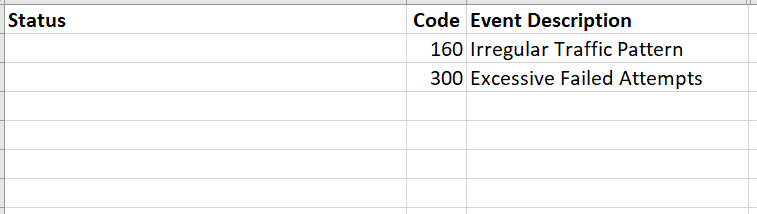 Status Code Event Description
160 Irregular Traffic Pattern
300 Excessive Failed Attempts